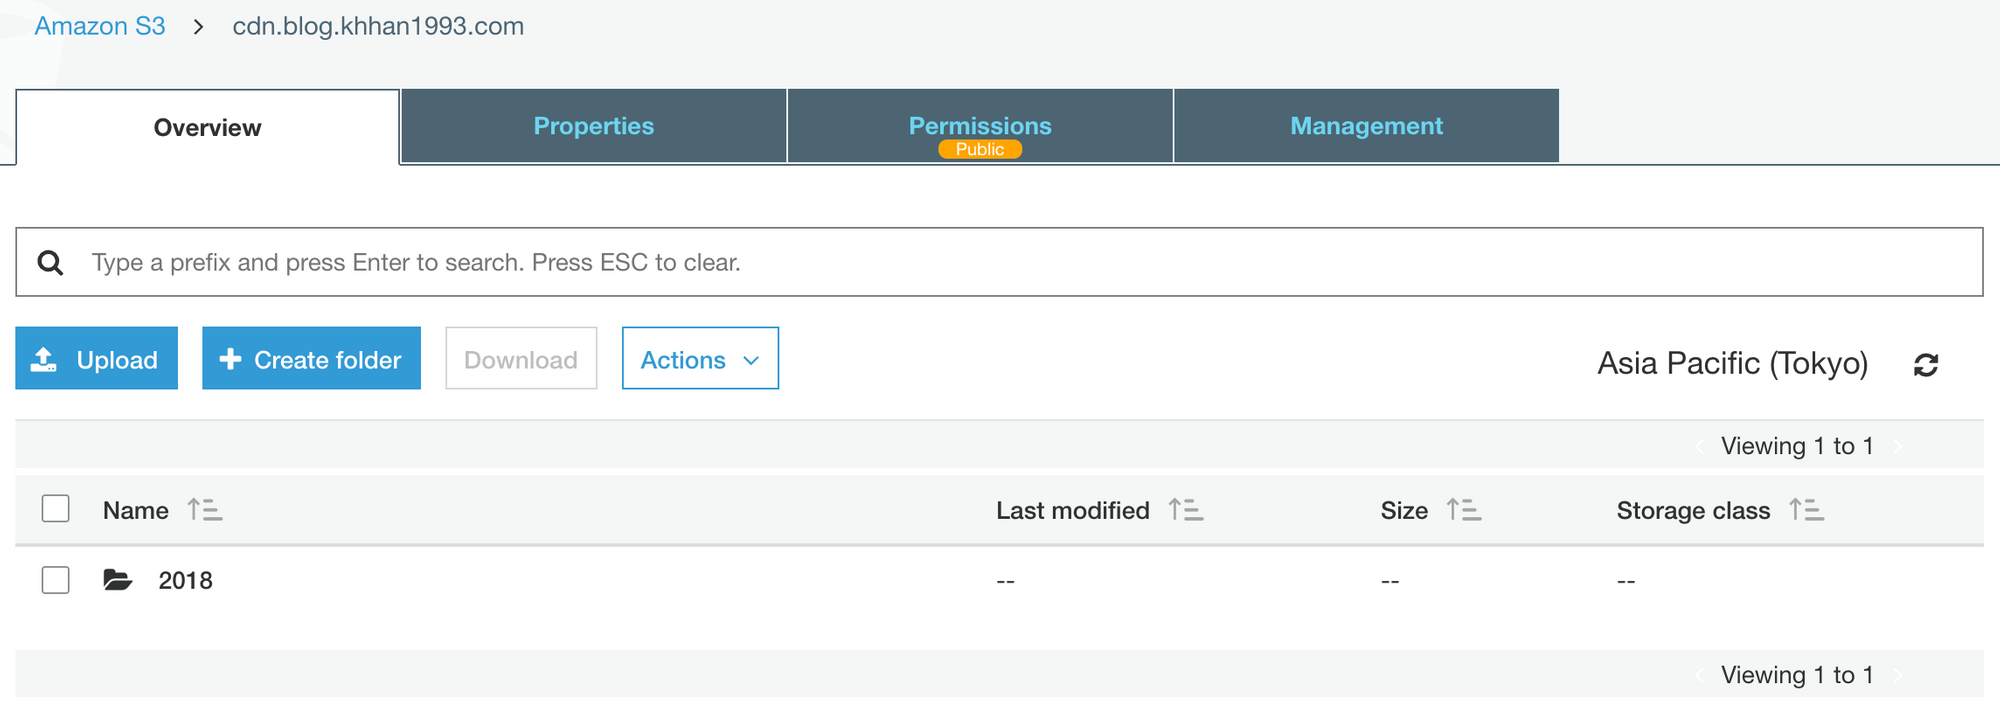 Amazon S3 > cdn.blog.khhan1993.com
Overview Properties Permissions Management
Public
Type a prefix and press Enter to search. Press ESC to clear.
Upload Create folder Download Actions Asia Pacific (Tokyo)
Viewing 1 to 1
Name Last modified Size Storage class
2018 -- -- --
Viewing 1 to 1